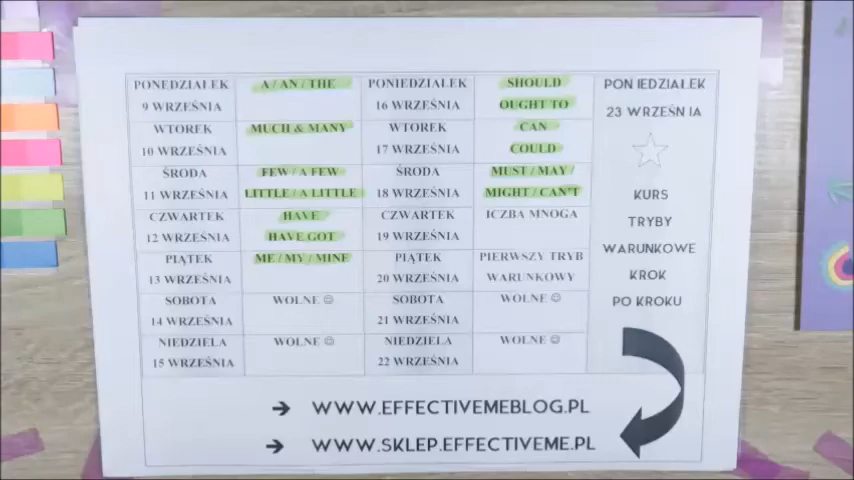 PONEDZIAŁEK
9 WRZEŚNIA
A / AN / THE
WTOREK
10 WRZEŚNIA
MUCH & MANY
ŚRODA
11 WRZEŚNIA
FEW / A FEW
LITTLE / A LITTLE
CZWARTEK
12 WRZEŚNIA
HAVE
HAVE GOT
PIĄTEK
13 WRZEŚNIA
ME / MY / MINE
SOBOTA
14 WRZEŚNIA
WOLNE ☺
NIEDZIELA
15 WRZEŚNIA
WOLNE ☺
PONIEDZIAŁEK
16 WRZEŚNIA
SHOULD
OUGHT TO
WTOREK
17 WRZEŚNIA
CAN
COULD
ŚRODA
18 WRZEŚNIA
MUST / MAY /
MIGHT / CAN'T
CZWARTEK
19 WRZEŚNIA
ICZBA MNOGA
PIĄTEK
20 WRZEŚNIA
PIERWSZY TRYB
WARUNKOWY
SOBOTA
21 WRZEŚNIA
WOLNE ☺
NIEDZIELA
22 WRZEŚNIA
WOLNE ☺
PONIEDZIAŁEK
23 WRZEŚNIA
KURS
TRYBY
WARUNKOWE
KROK
PO KROKU
→ WWW.EFFECTIVEMEBLOG.PL
→ WWW.SKLEP.EFFECTIVEME.PL